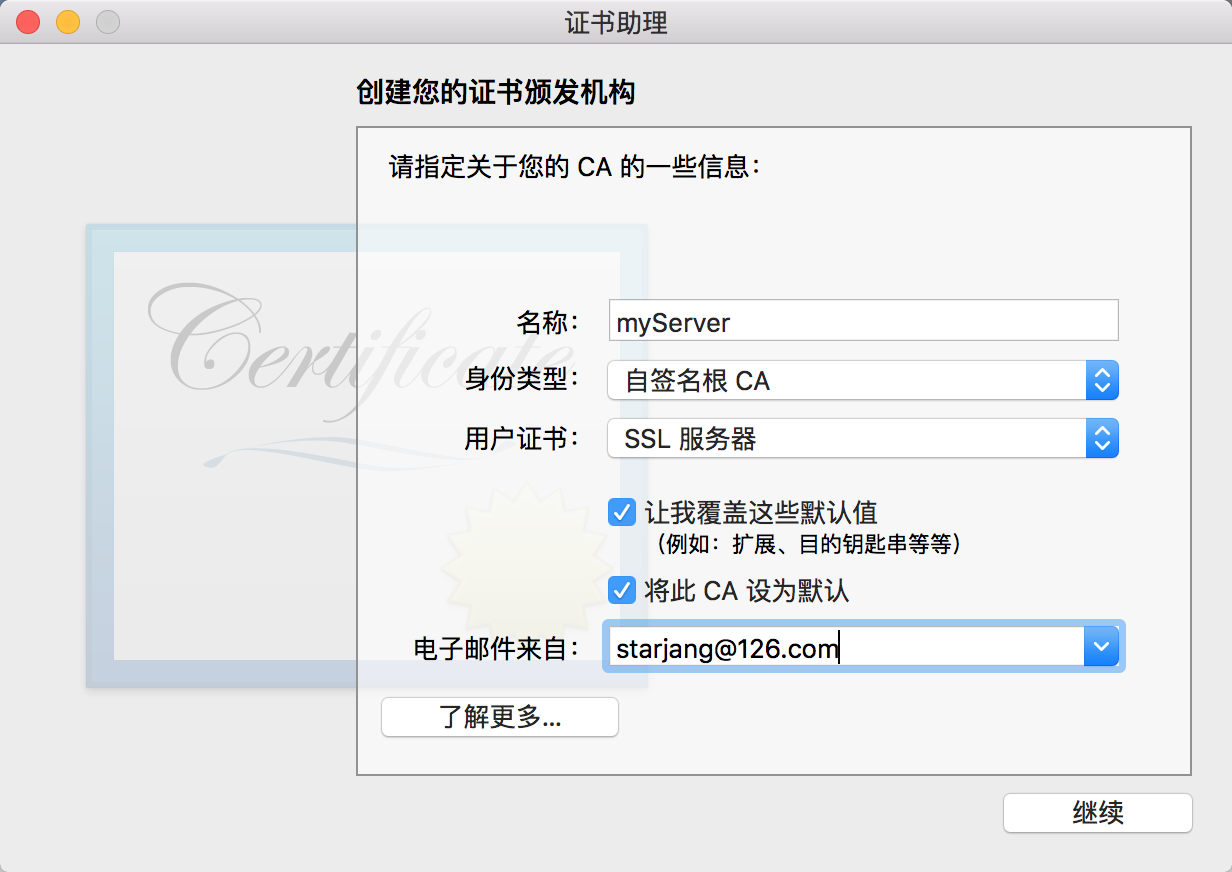 证书助理
创建您的证书颁发机构
请指定关于您的 CA 的一些信息：
Certificate
名称： myServer
身份类型： 自签名根 CA
用户证书： SSL 服务器
让我覆盖这些默认值
（例如：扩展、目的钥匙串等等）
将此 CA 设为默认
电子邮件来自： starjang@126.com
了解更多...
继续